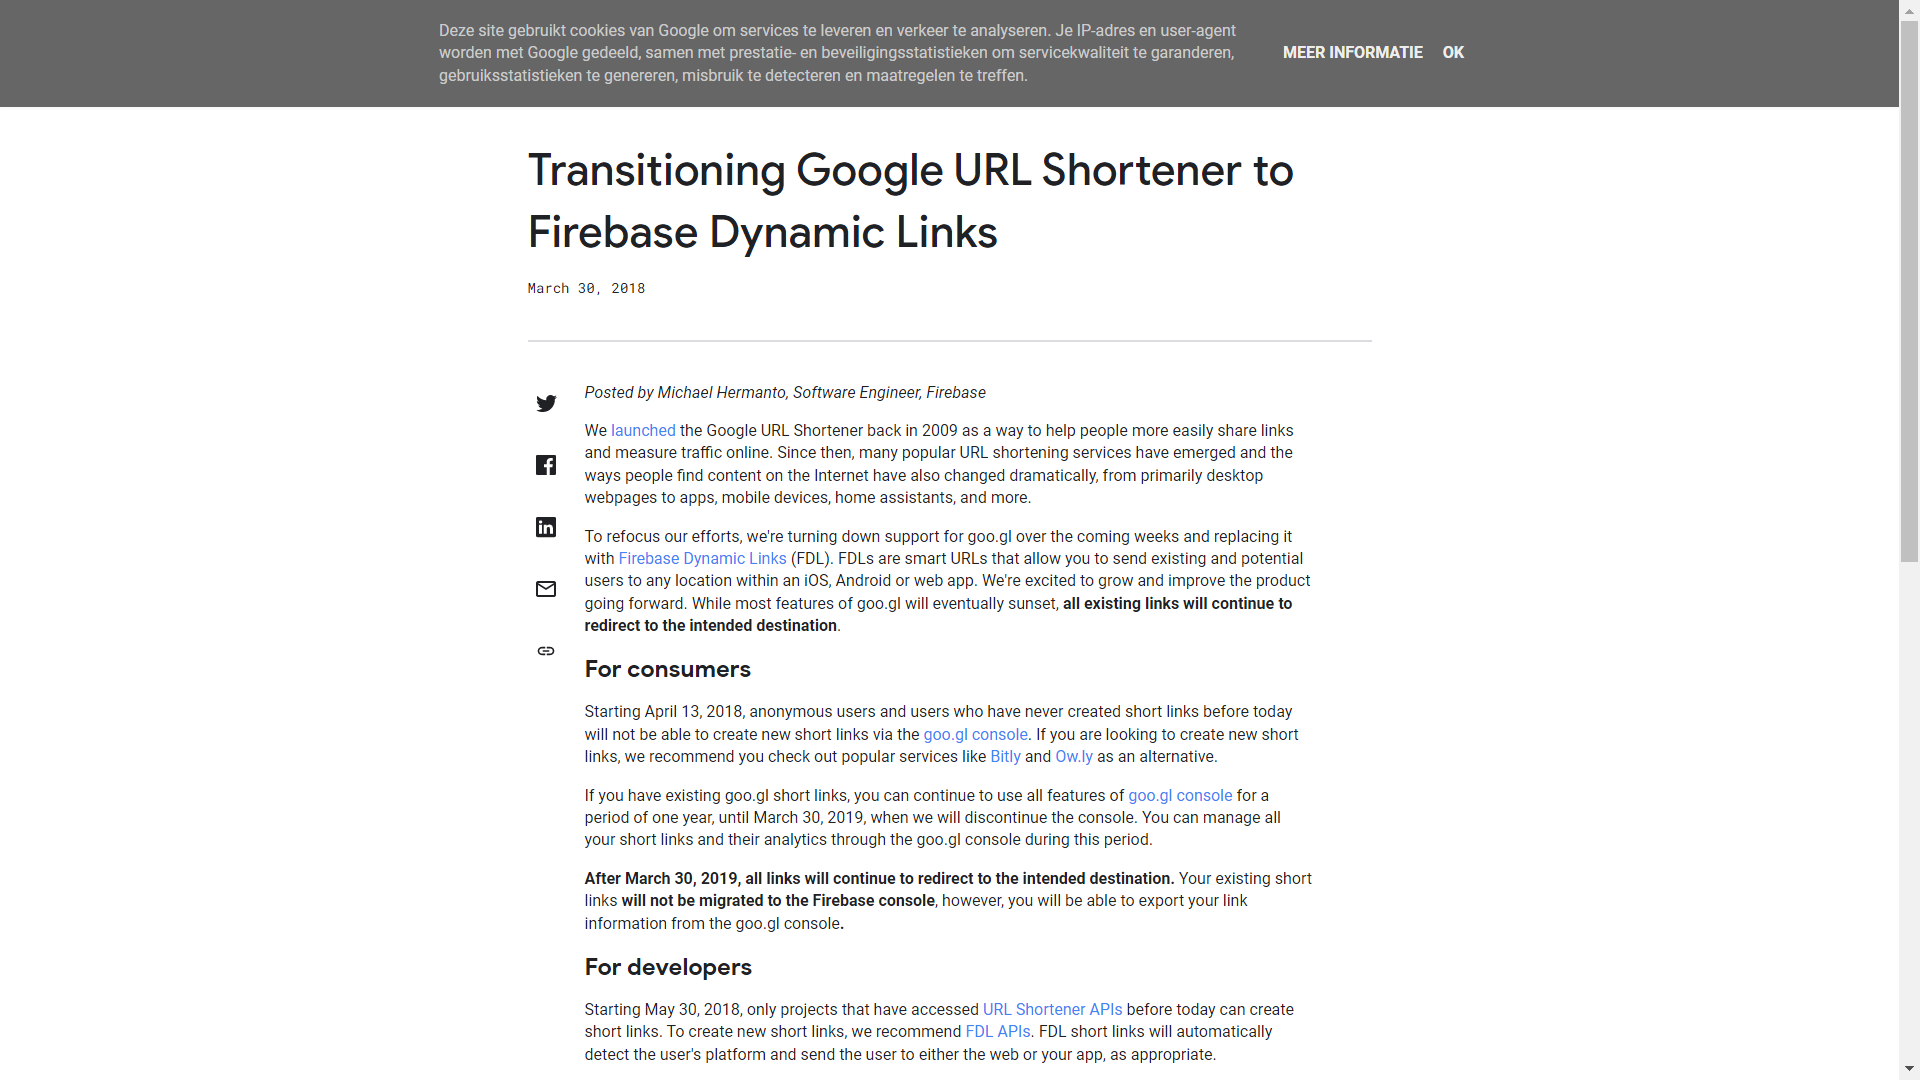 Deze site gebruikt cookies van Google om services te leveren en verkeer te analyseren. Je IP-adres en user-agent
worden met Google gedeeld, samen met prestatie- en beveiligingsstatistieken om servicekwaliteit te garanderen,
gebruiksstatistieken te genereren, misbruik te detecteren en maatregelen te treffen.
MEER INFORMATIE OK
Transitioning Google URL Shortener to
Firebase Dynamic Links
March 30, 2018
Posted by Michael Hermanto, Software Engineer, Firebase
We launched the Google URL Shortener back in 2009 as a way to help people more easily share links
and measure traffic online. Since then, many popular URL shortening services have emerged and the
ways people find content on the Internet have also changed dramatically, from primarily desktop
webpages to apps, mobile devices, home assistants, and more.
To refocus our efforts, we're turning down support for goo.gl over the coming weeks and replacing it
with Firebase Dynamic Links (FDL). FDLs are smart URLs that allow you to send existing and potential
users to any location within an iOS, Android or web app. We're excited to grow and improve the product
going forward. While most features of goo.gl will eventually sunset, all existing links will continue to
redirect to the intended destination.
For consumers
Starting April 13, 2018, anonymous users and users who have never created short links before today
will not be able to create new short links via the goo.gl console. If you are looking to create new short
links, we recommend you check out popular services like Bitly and Ow.ly as an alternative.
If you have existing goo.gl short links, you can continue to use all features of goo.gl console for a
period of one year, until March 30, 2019, when we will discontinue the console. You can manage all
your short links and their analytics through the goo.gl console during this period.
After March 30, 2019, all links will continue to redirect to the intended destination. Your existing short
links will not be migrated to the Firebase console, however, you will be able to export your link
information from the goo.gl console.
For developers
Starting May 30, 2018, only projects that have accessed URL Shortener APIs before today can create
short links. To create new short links, we recommend FDL APIs. FDL short links will automatically
detect the user's platform and send the user to either the web or your app, as appropriate.